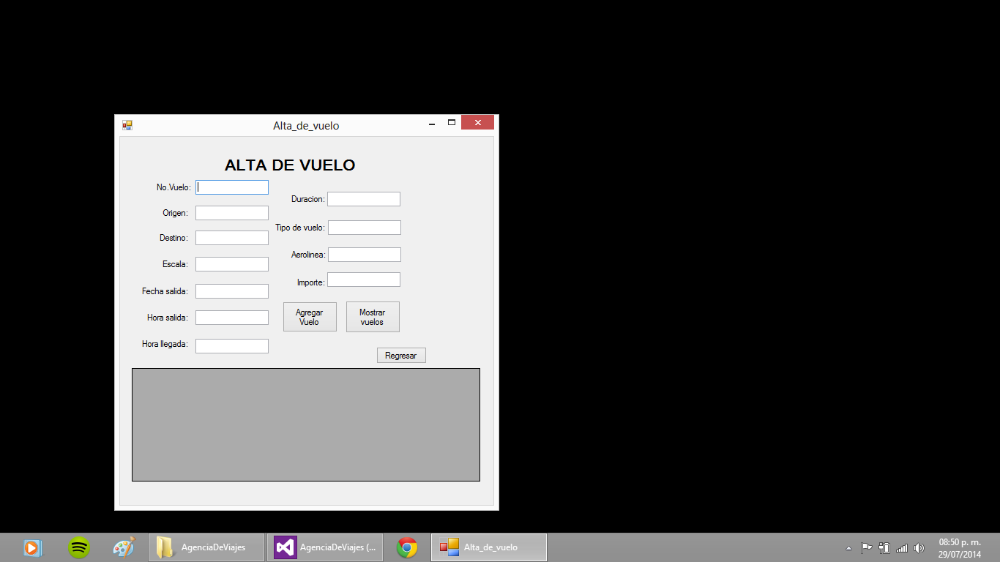 Alta_de_vuelo
ALTA DE VUELO
No.Vuelo:
Origen:
Destino:
Escala:
Fecha salida:
Hora salida:
Hora llegada:
Duracion:
Tipo de vuelo:
Aerolinea:
Importe:
Agregar
Vuelo
Mostrar
vuelos
Regresar
AgenciaDeViajes
AgenciaDeViajes (...
Alta_de_vuelo
08:50 p. m.
29/07/2014